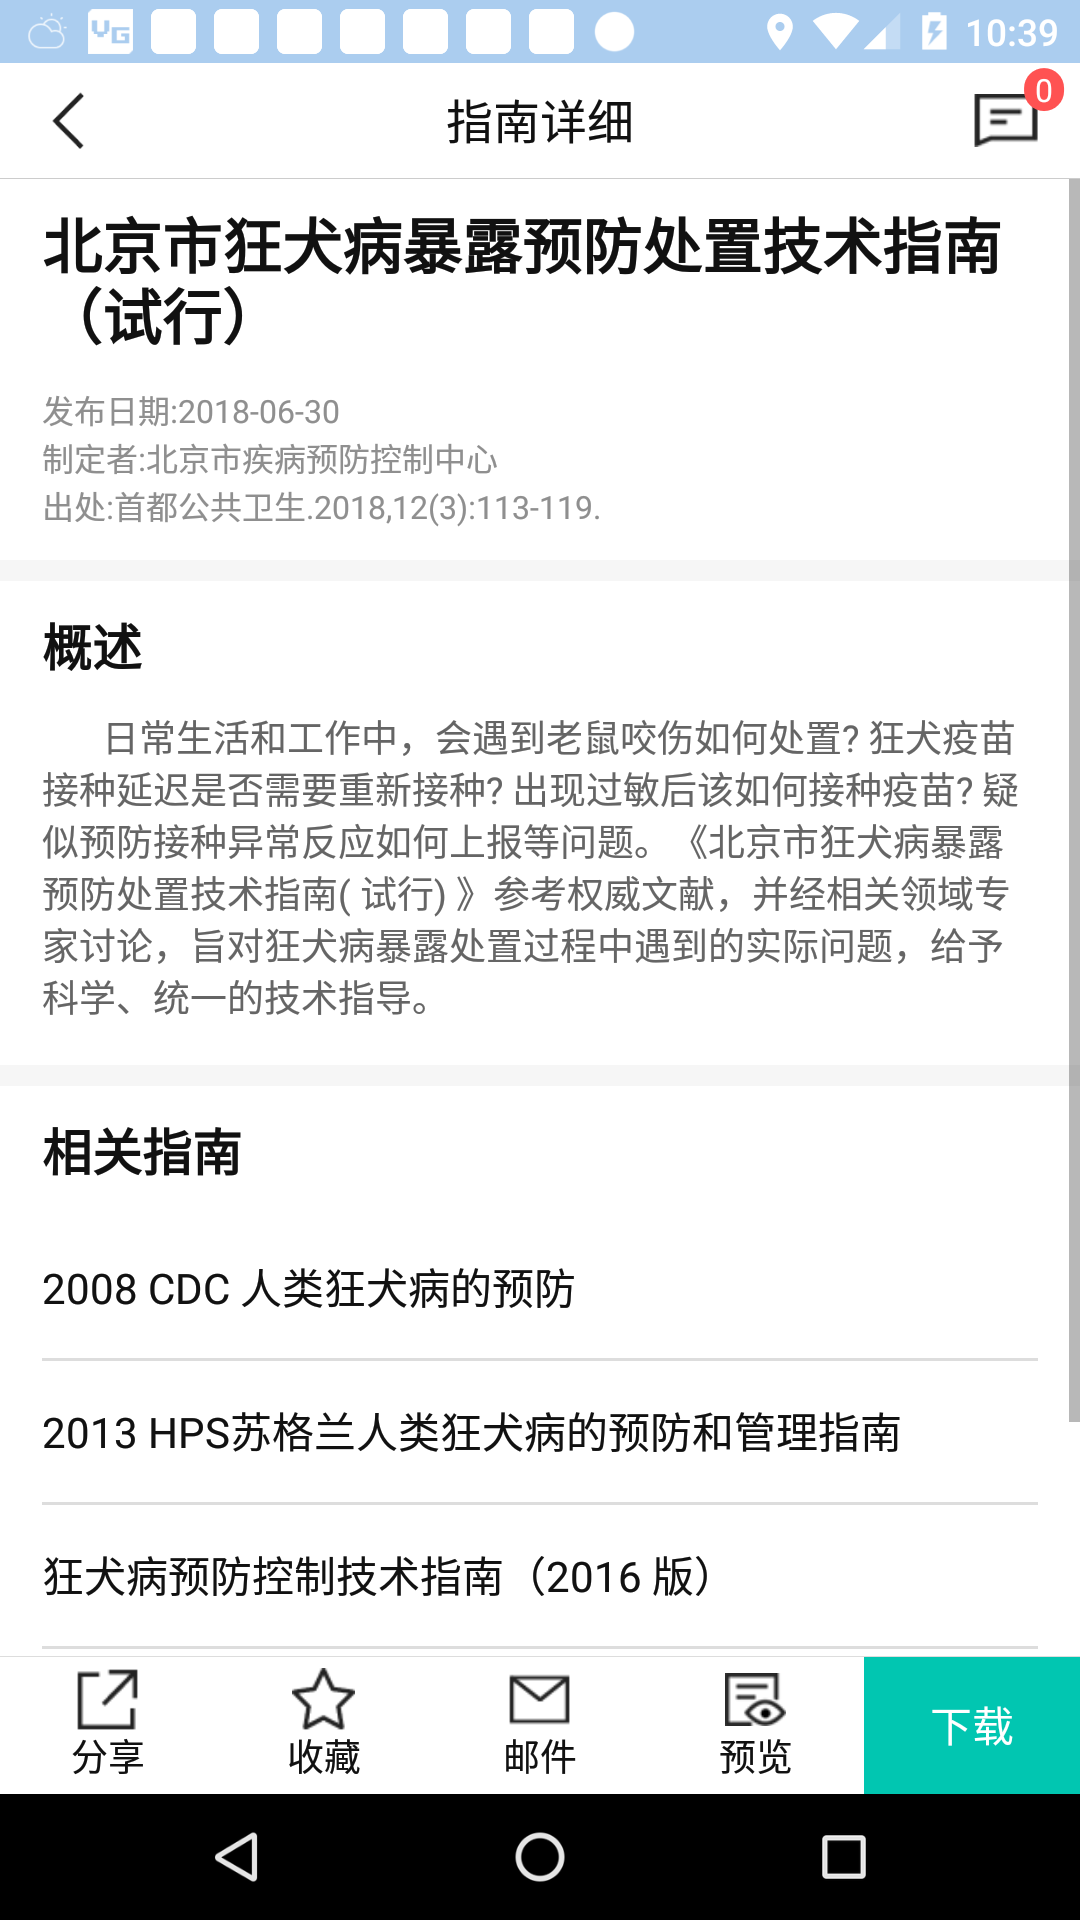 VG
10:39
指南详细
0
北京市狂犬病暴露预防处置技术指南
（试行）
发布日期:2018-06-30
制定者:北京市疾病预防控制中心
出处:首都公共卫生.2018,12(3):113-119.
概述
日常生活和工作中，会遇到老鼠咬伤如何处置? 狂犬疫苗
接种延迟是否需要重新接种? 出现过敏后该如何接种疫苗? 疑
似预防接种异常反应如何上报等问题。《北京市狂犬病暴露
预防处置技术指南( 试行) 》参考权威文献，并经相关领域专
家讨论，旨对狂犬病暴露处置过程中遇到的实际问题，给予
科学、统一的技术指导。
相关指南
2008 CDC 人类狂犬病的预防
2013 HPS苏格兰人类狂犬病的预防和管理指南
狂犬病预防控制技术指南（2016 版）
分享
收藏
邮件
预览
下载